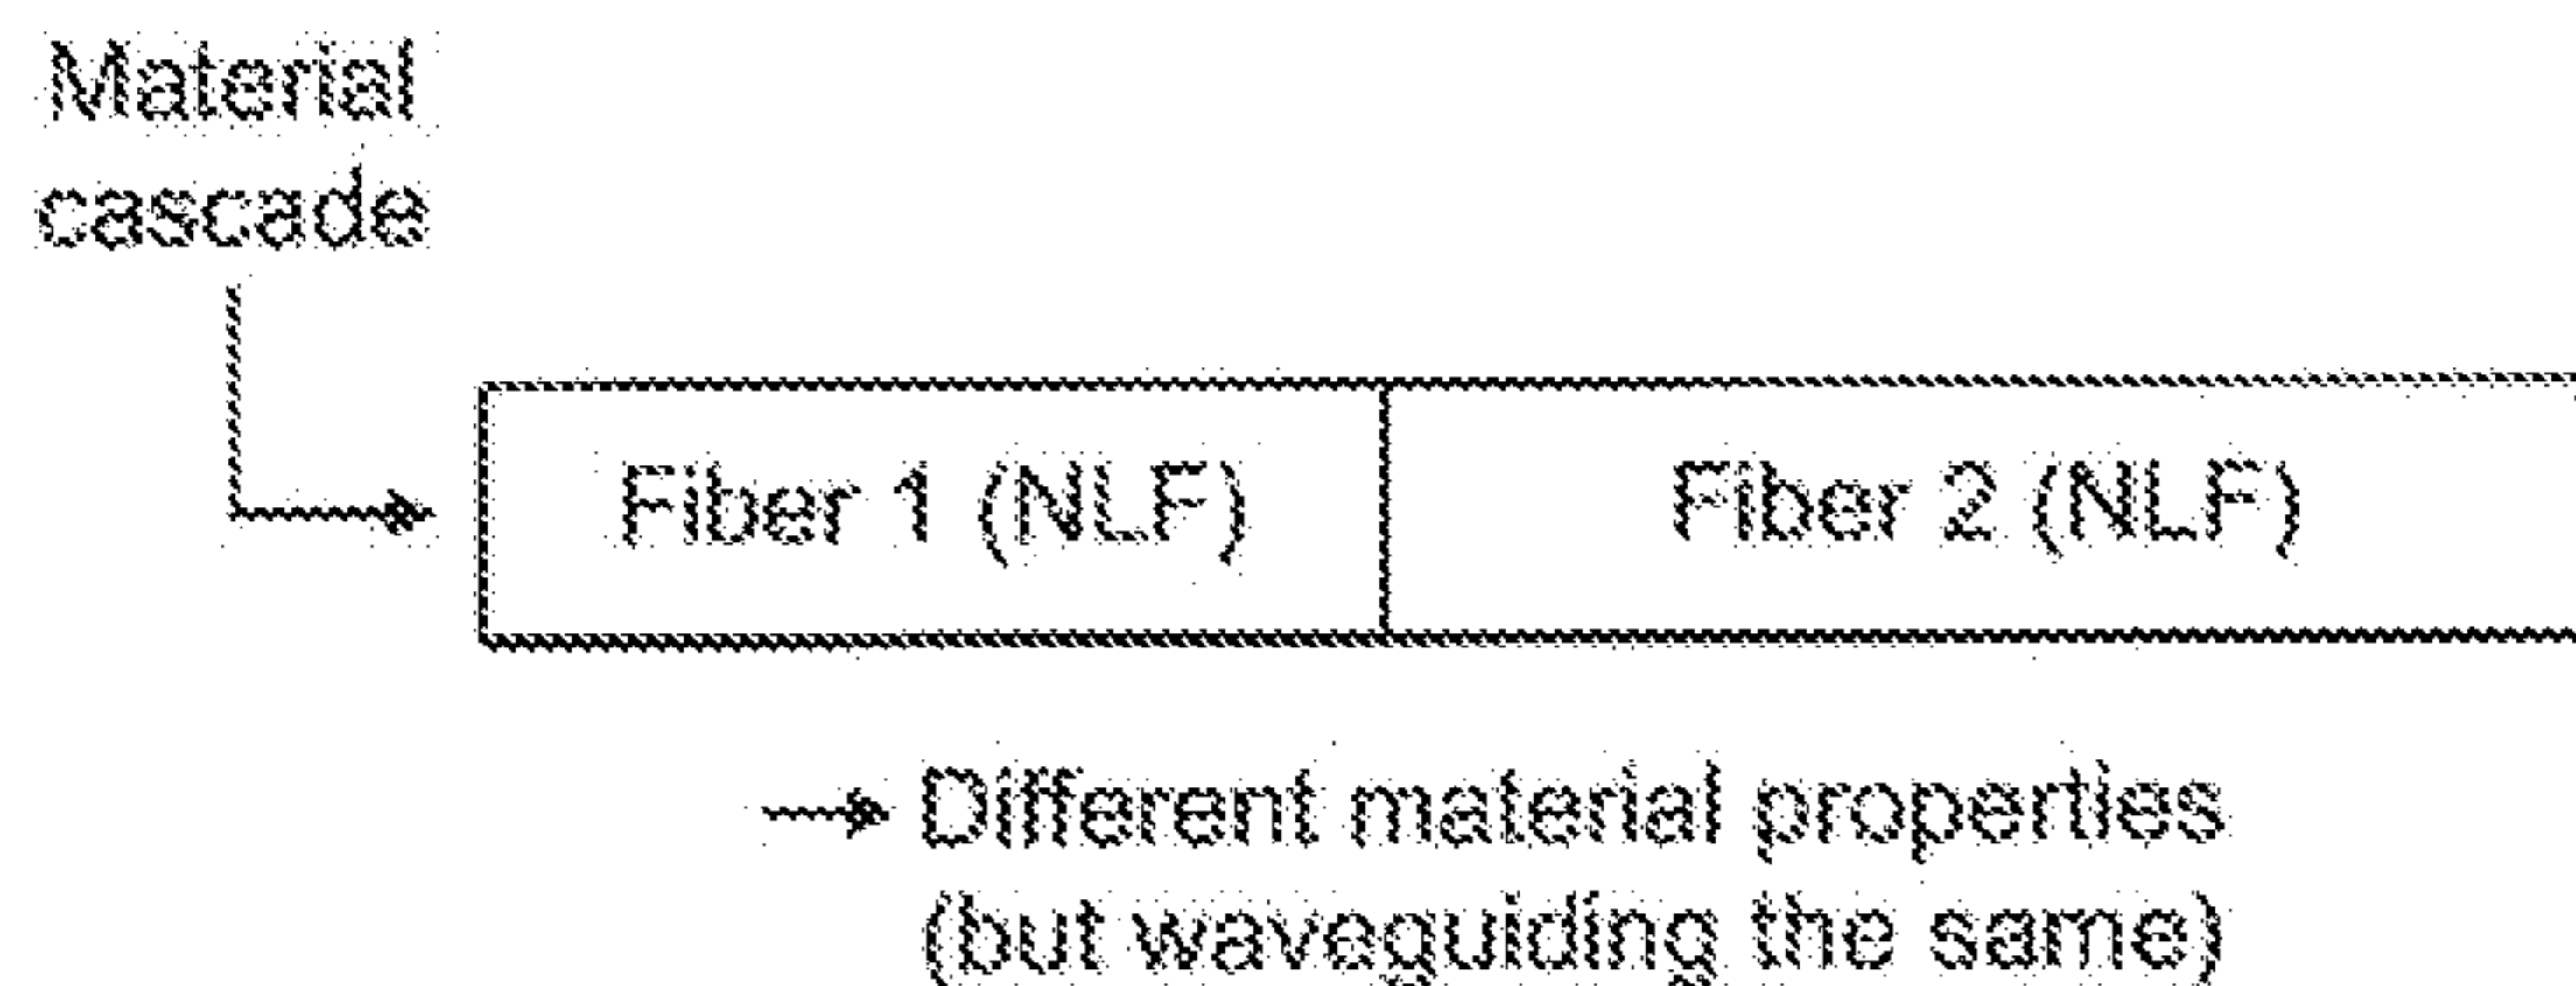 Material
cascade
Fiber 1 (NLF) Fiber 2 (NLF)
Different material properties
(but waveguiding the same)